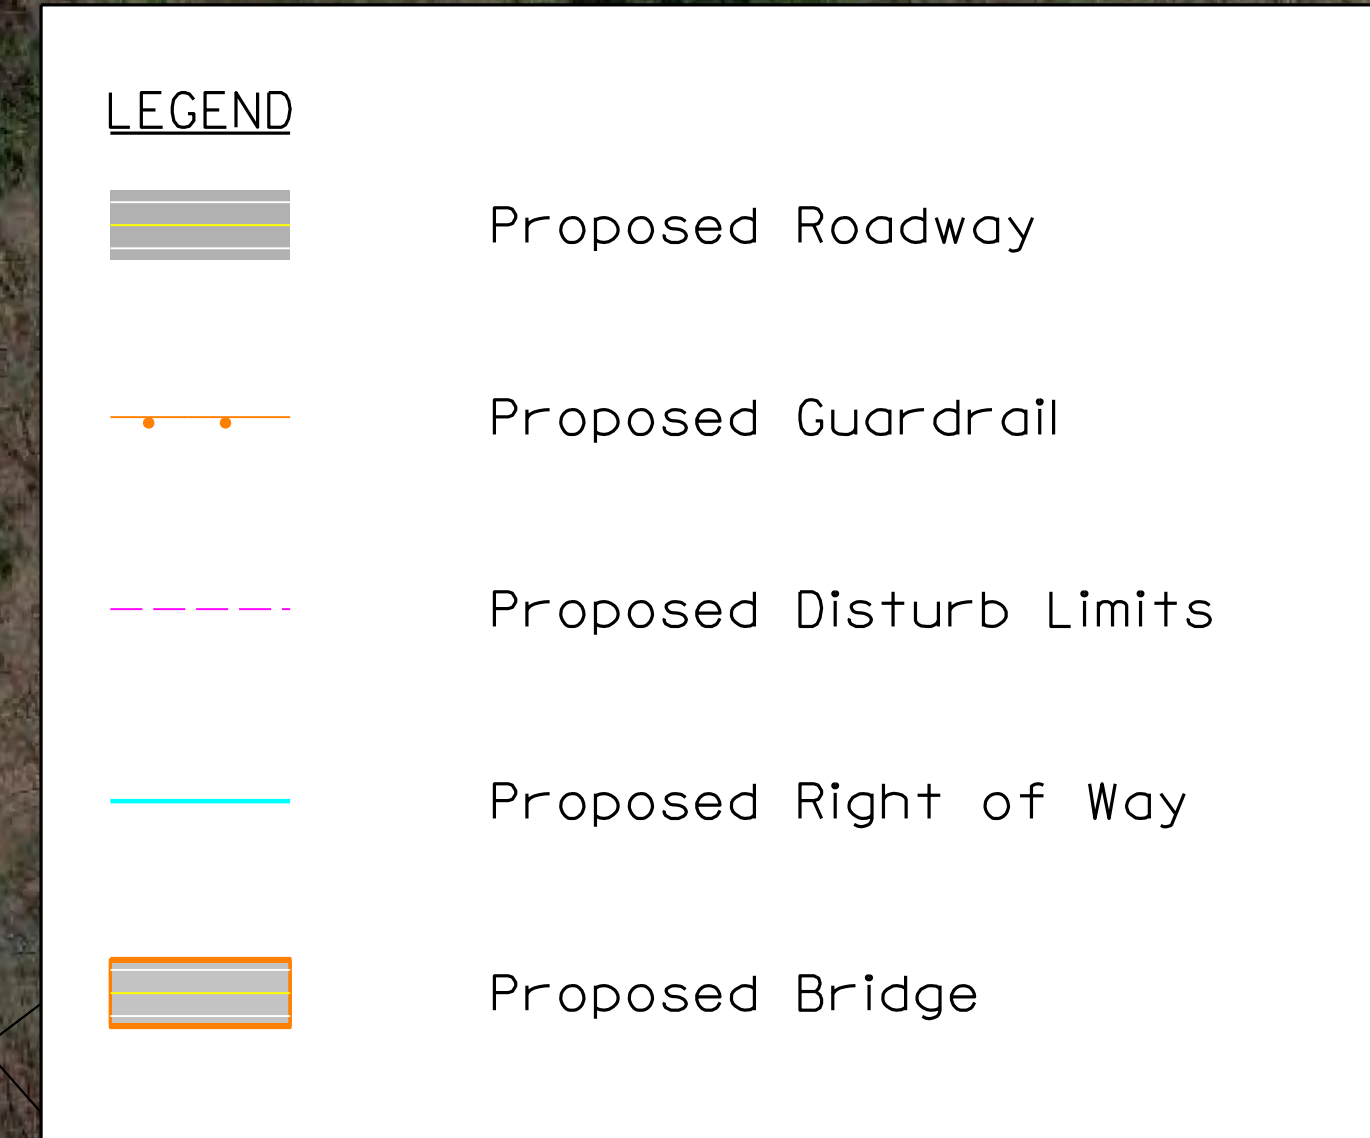 LEGEND
Proposed Roadway
Proposed Guardrail
Proposed Disturb Limits
Proposed Right of Way
Proposed Bridge